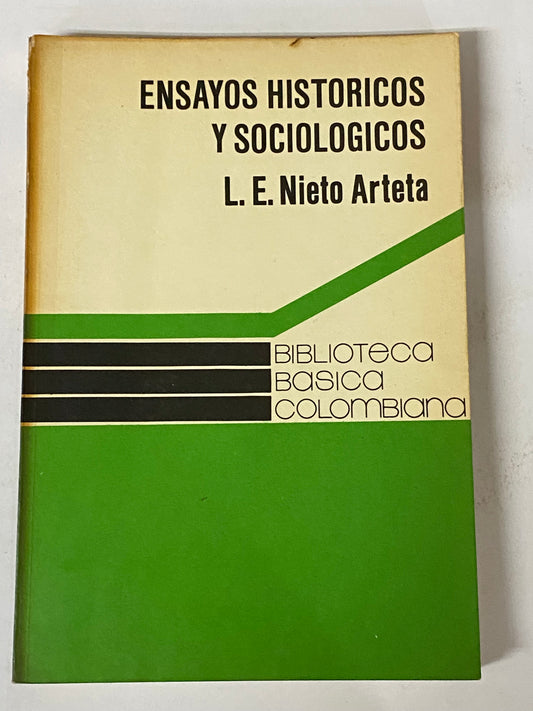 ENSAYOS HISTORICOS
Y SOCIOLOGICOS
L. E. Nieto Arteta
BIBLIOTECA
BASICA
COLOMBIANA